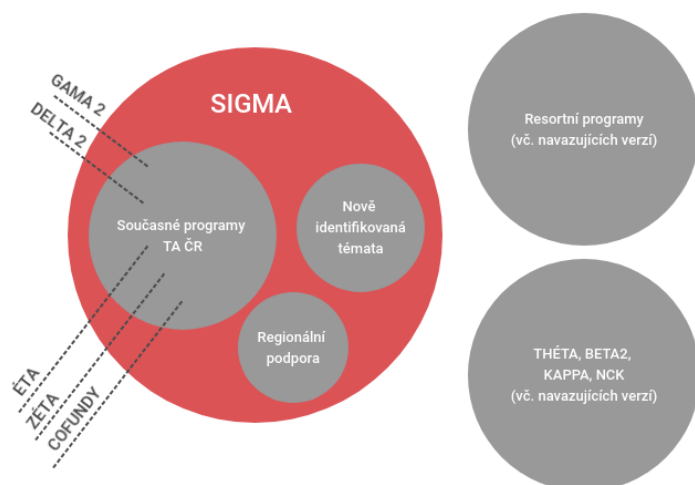 SIGMA
GAMA 2
DELTA 2
Současné programy
TA ČR
Nově
identifikovaná
témata
Regionální
podpora
ÉTA
ZÉTA
COFUNDY
Resortní programy
(vč. navazujících verzí)
THÉTA, BETA2,
KAPPA, NCK
(vč. navazujících verzí)